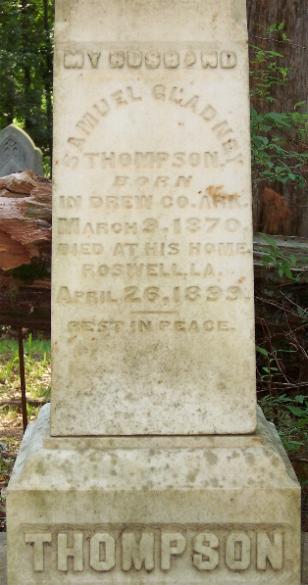 MY HUSBAND
SAMUEL GLADNEY
THOMPSON.
BORN
IN DREW CO. ARK.
MARCH 3, 1870.
DIED AT HIS HOME
ROSWELL, LA.
APRIL 26, 1899.
REST IN PEACE.
THOMPSON